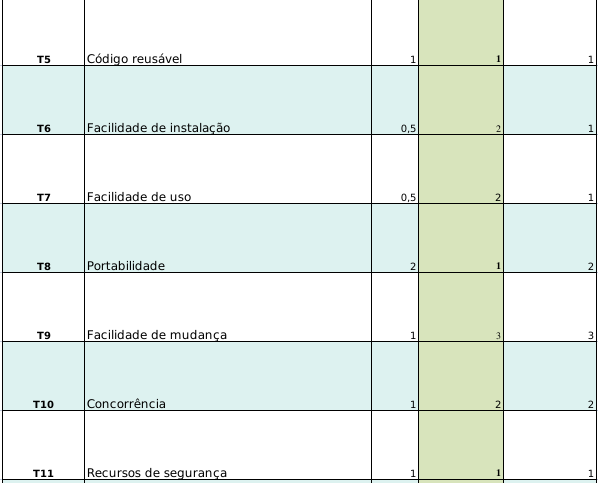 T5 Código reusável 1 1 1
T6 Facilidade de instalação 0,5 2 1
T7 Facilidade de uso 0,5 2 1
T8 Portabilidade 2 1 2
T9 Facilidade de mudança 1 3 3
T10 Concorrência 1 2 2
T11 Recursos de segurança 1 1 1